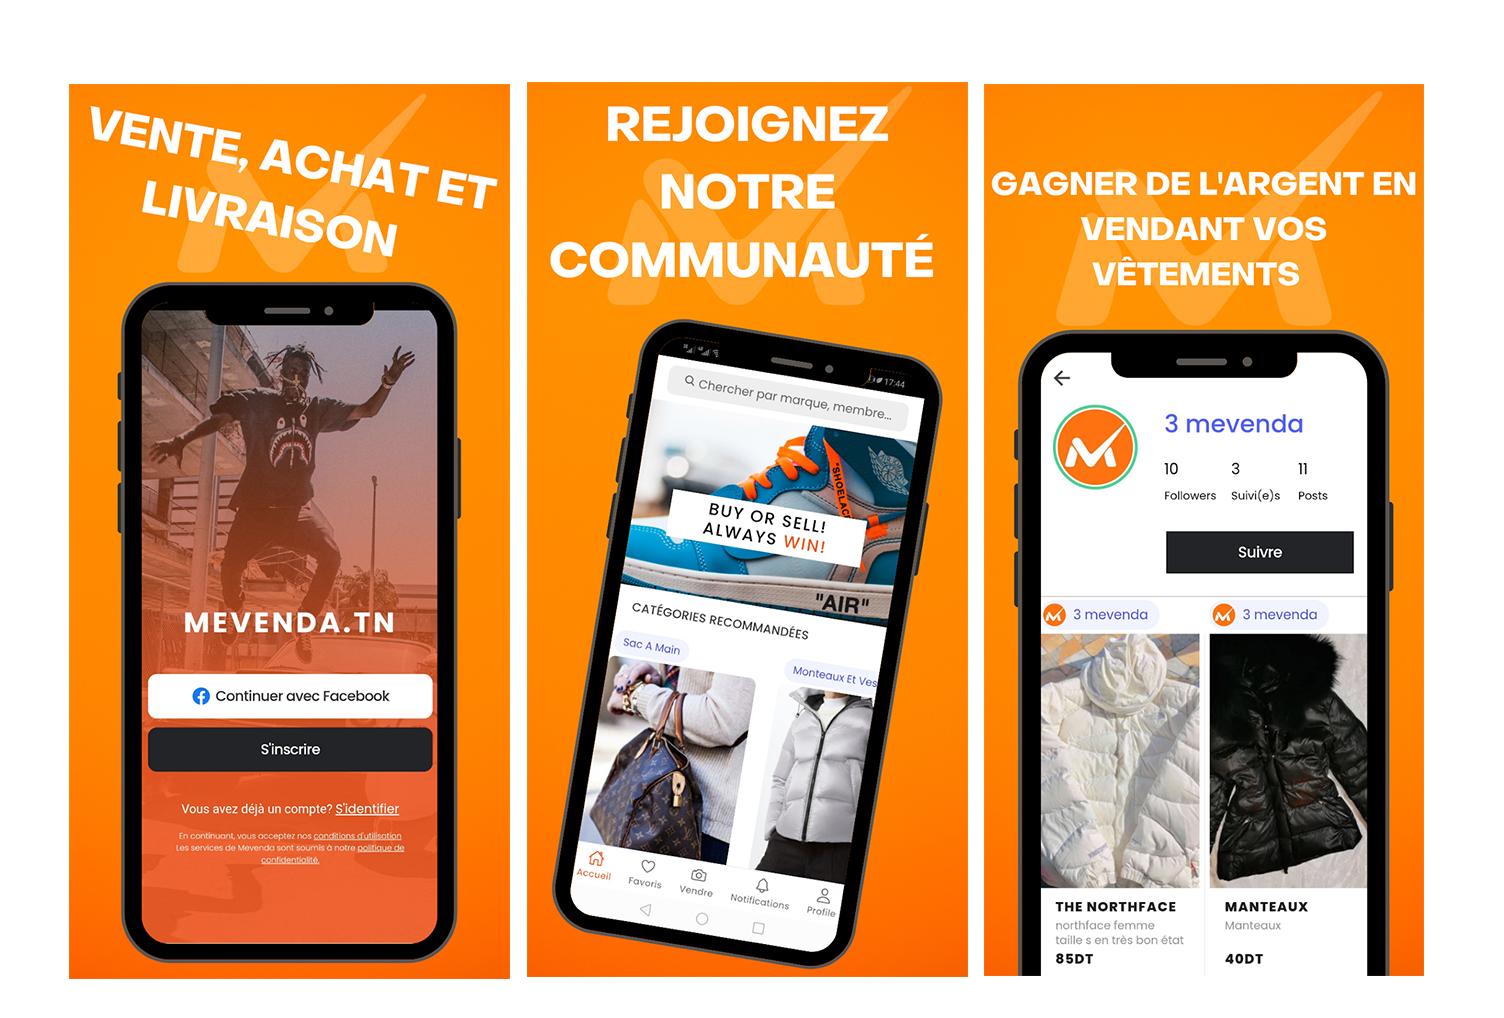 VENTE, ACHAT ET
LIVRAISON
MEVENDA.TN
Continuer avec Facebook
S'inscrire
Vous avez déjà un compte? S'identifier
En continuant, vous acceptez nos conditions d'utilisation
Les services de Mevenda sont soumis à notre politique de
confidentialité.
REJOIGNEZ
NOTRE
COMMUNAUTÉ
17:44
Chercher par marque, membre...
"SHOELAC
BUY OR SELL!
ALWAYS WIN!
"AIR"
CATÉGORIES RECOMMANDÉES
Sac A Main
Monteaux Et Ves
Accueil
Favoris
Vendre
Notifications
Profile
GAGNER DE L'ARGENT EN
VENDANT VOS
VÊTEMENTS
3 mevenda
10 3 11
Followers Suivi(e)s Posts
Suivre
3 mevenda
3 mevenda
THE NORTHFACE
northface femme
taille s en très bon état
85DT
MANTEAUX
Manteaux
40DT